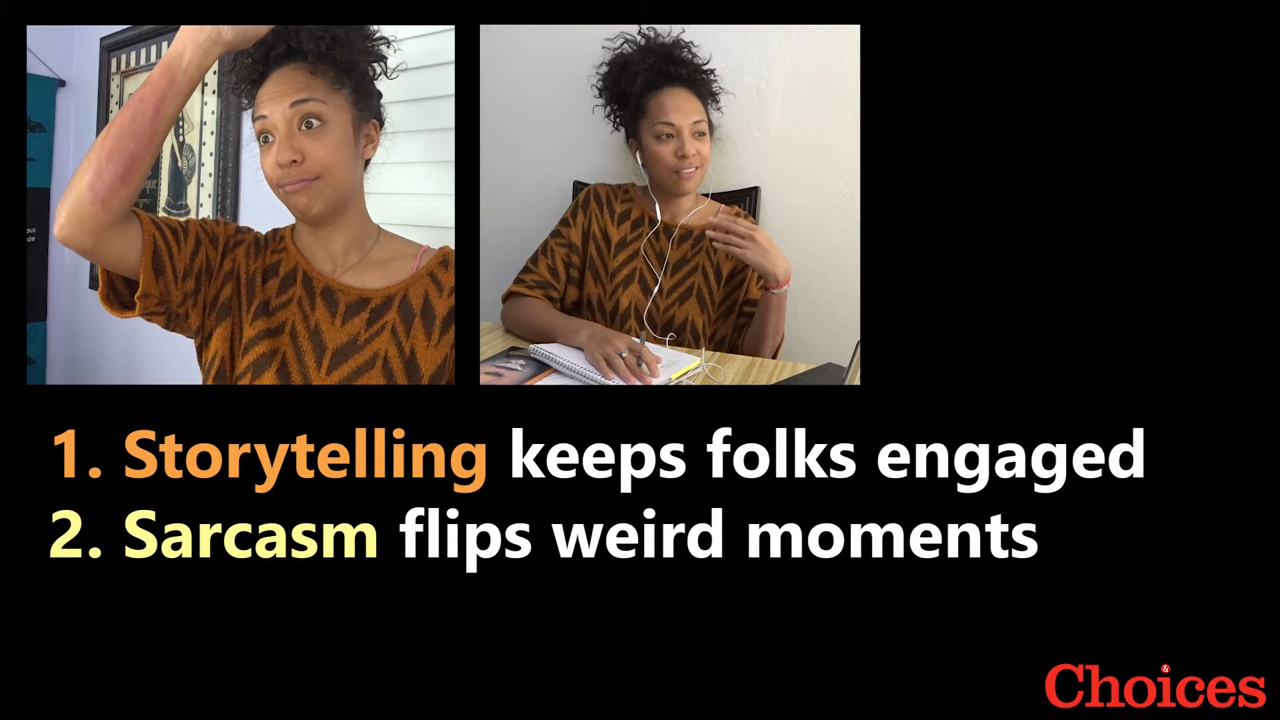 1. Storytelling keeps folks engaged
2. Sarcasm flips weird moments
Choices